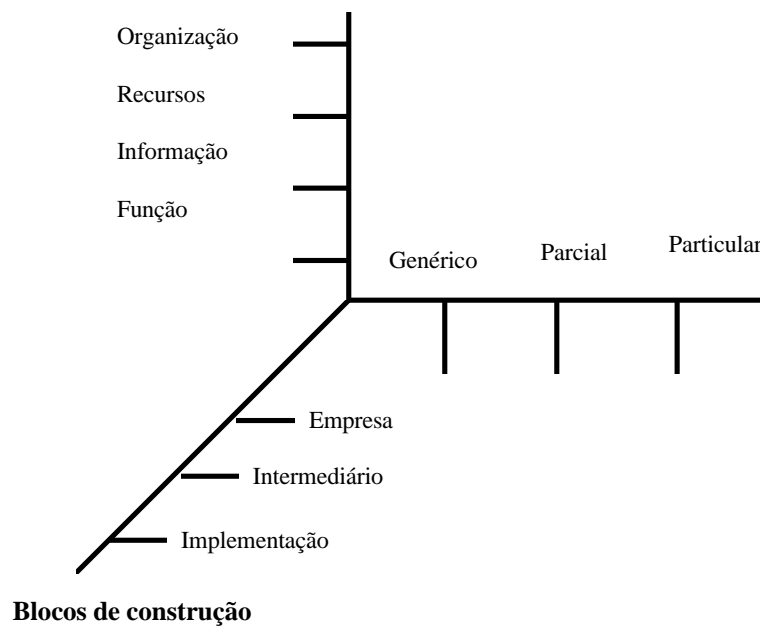 Organização
Recursos
Informação
Função
Genérico
Parcial
Particular
Empresa
Intermediário
Implementação
Blocos de construção